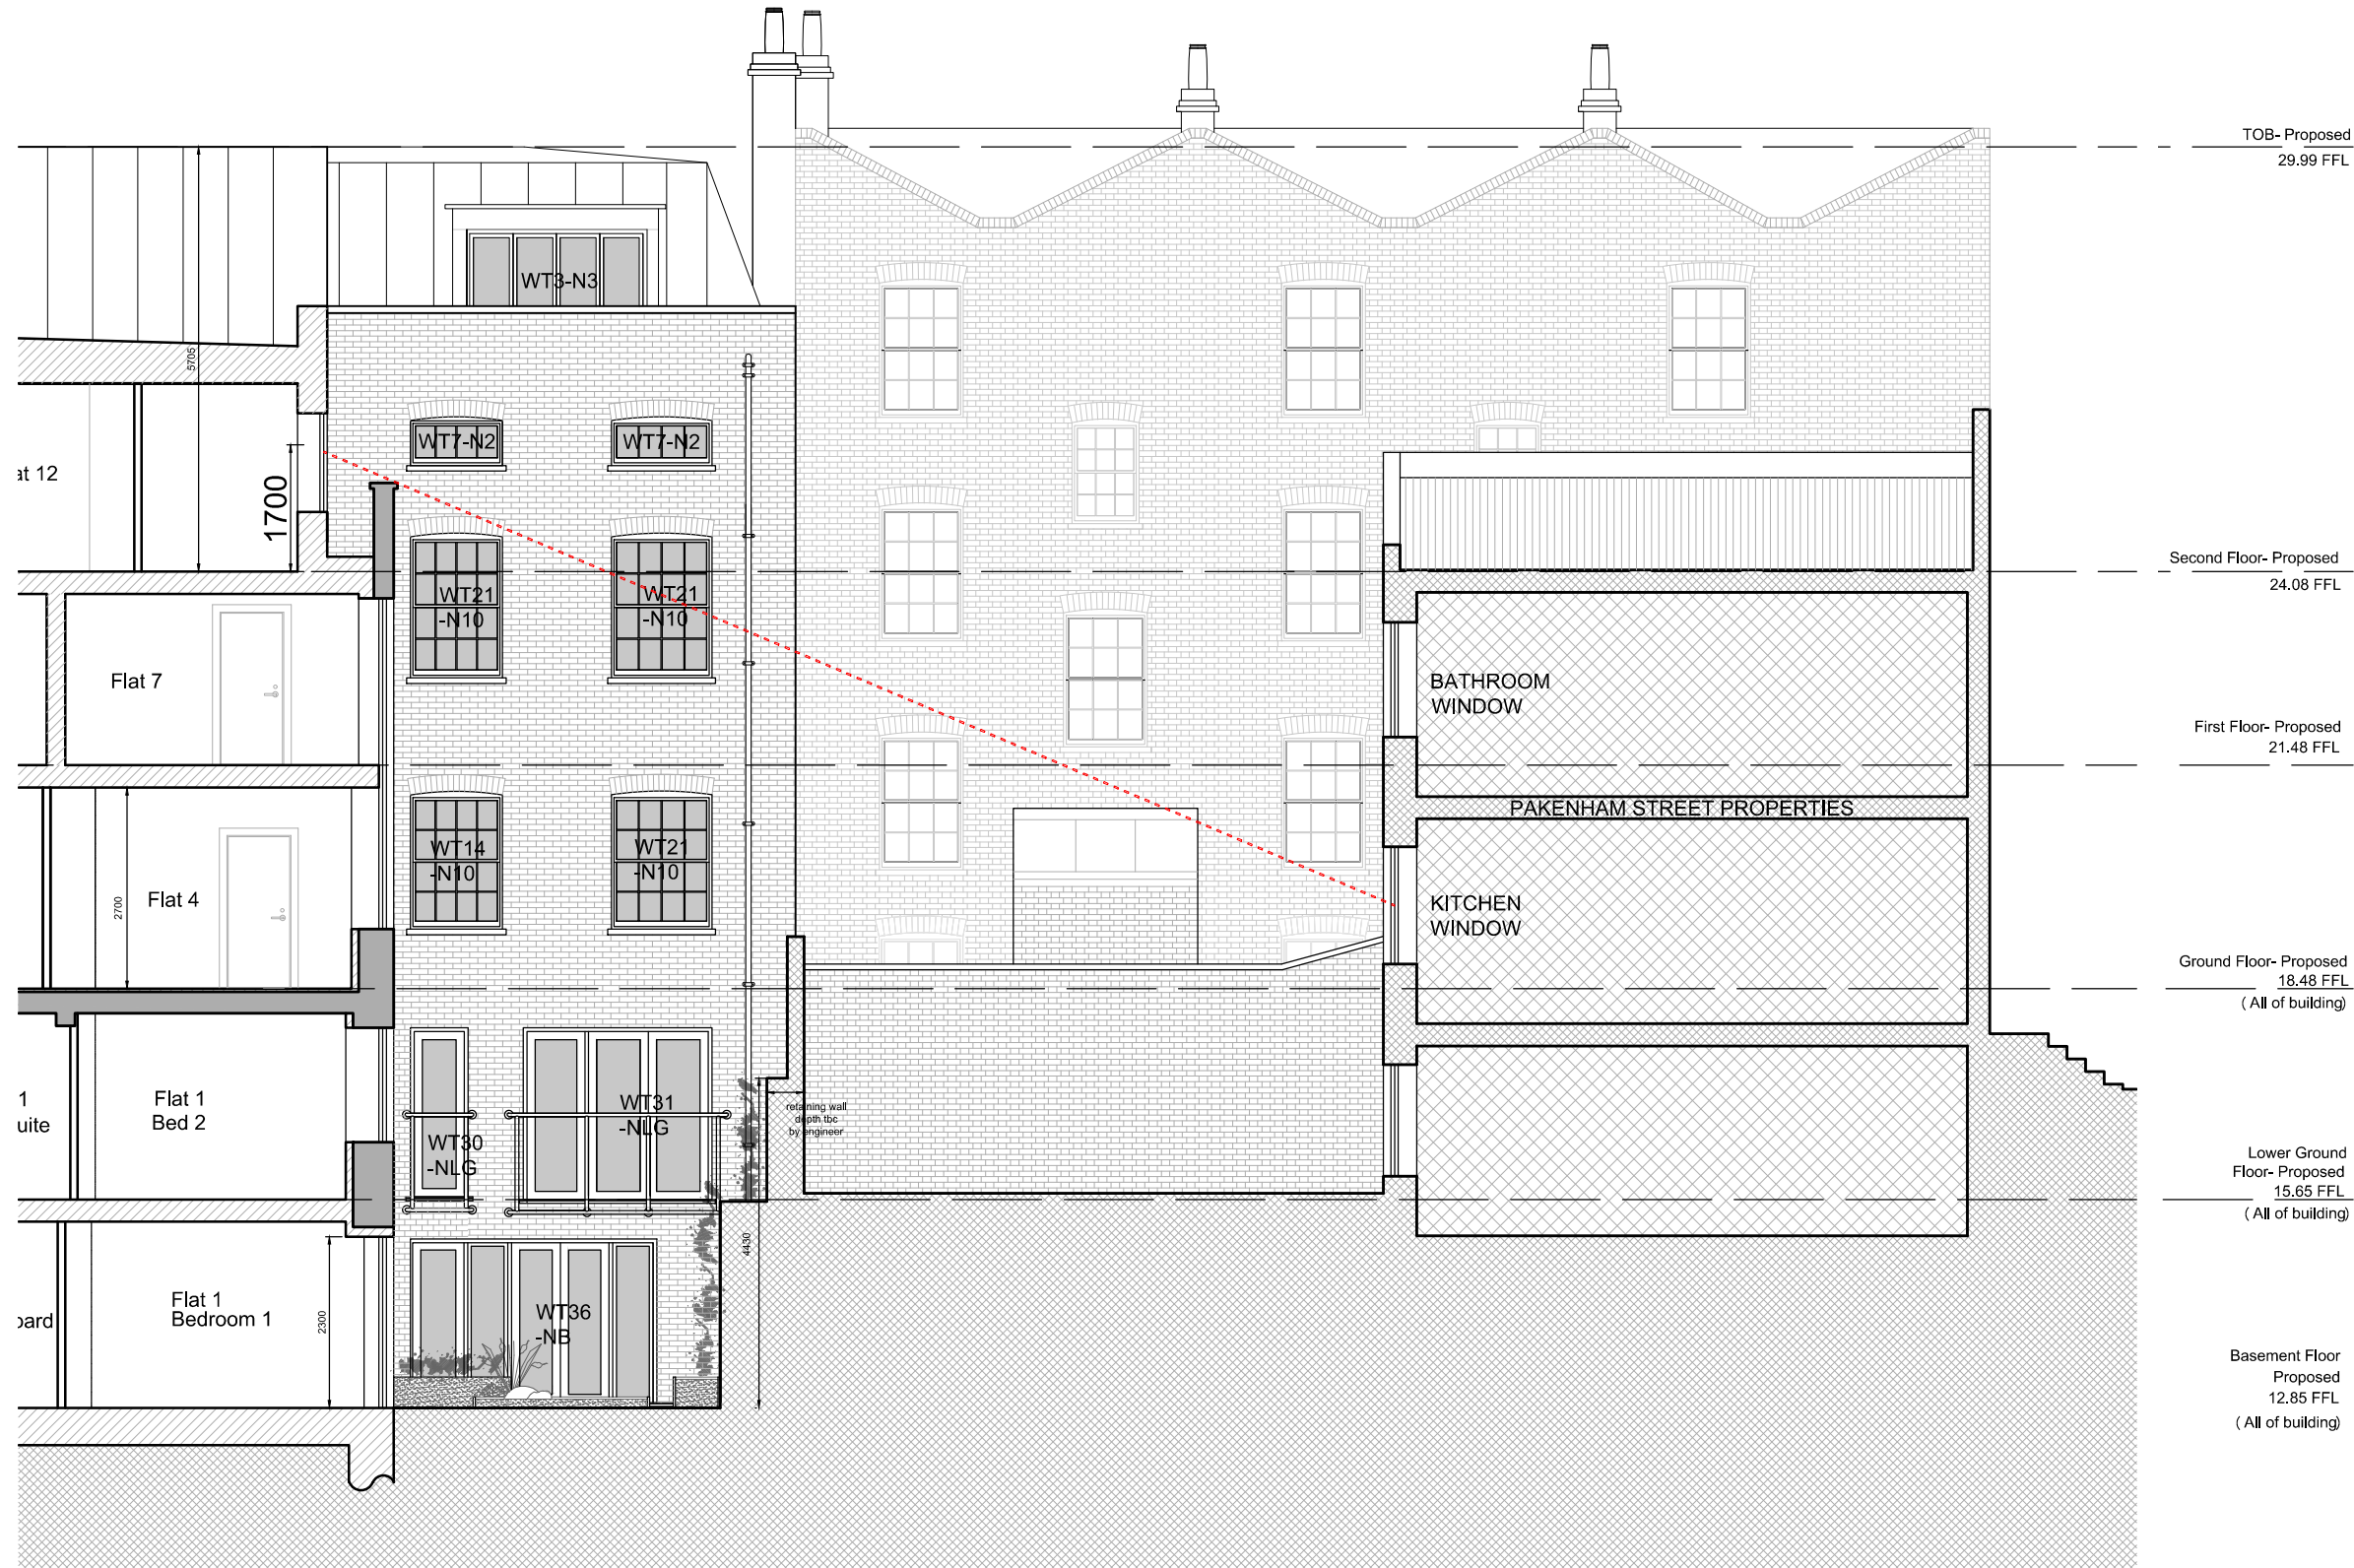 TOB- Proposed
29.99 FFL
WT3-N3
5705
WT7-N2
WT7-N2
at 12
1700
Second Floor- Proposed
24.08 FFL
WT21
-N10
WT21
-N10
Flat 7
BATHROOM
WINDOW
First Floor- Proposed
21.48 FFL
PAKENHAM STREET PROPERTIES
WT14
-N10
WT21
-N10
2700
Flat 4
KITCHEN
WINDOW
Ground Floor- Proposed
18.48 FFL
( All of building)
1
uite
Flat 1
Bed 2
WT30
-NLG
WT31
-NLG
retaining wall
depth tbc
by engineer
Lower Ground
Floor- Proposed
15.65 FFL
( All of building)
4430
oard
Flat 1
Bedroom 1
2300
WT36
-NB
Basement Floor
Proposed
12.85 FFL
( All of building)